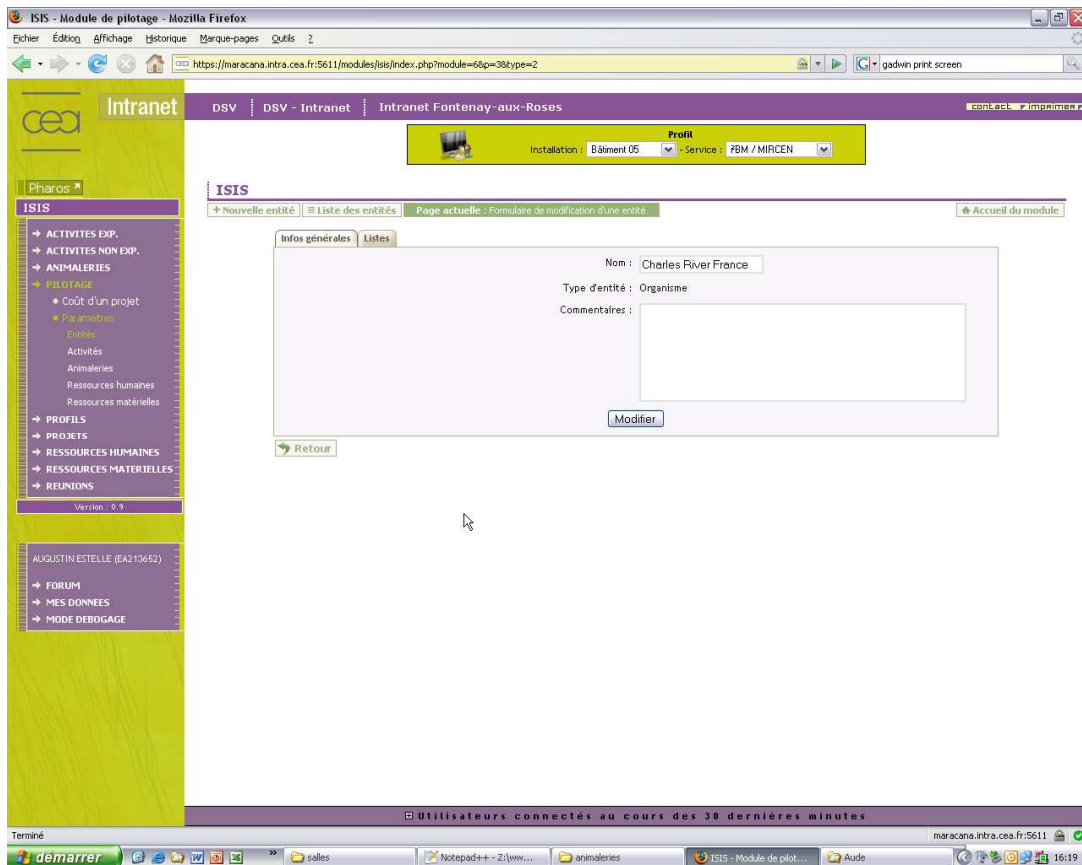 ISIS - Module de pilotage - Mozilla Firefox
Fichier Édition Affichage Historique Marque-pages Outils ?
https://maracana.intra.cea.fr:5611/modules/isis/index.php?module=6&p=3&type=2
gadwin print screen
cea Intranet
DSV DSV - Intranet Intranet Fontenay-aux-Roses
contact imprimer
Profil
Installation : Bâtiment 05 - Service : MIRCEN
Pharos
ISIS
ISIS
+ Nouvelle entité Liste des entités Page actuelle : Formulaire de modification d'une entité Accueil du module
ACTIVITES EXP.
ACTIVITES NON EXP.
ANIMALERIES
PILOTAGE
Coût d'un projet
Paramètres
Entités
Activités
Animaleries
Ressources humaines
Ressources matérielles
PROFILS
PROJETS
RESSOURCES HUMAINES
RESSOURCES MATERIELLES
REUNIONS
Version : 0.9
AUGUSTIN ESTELLE (EA213652)
FORUM
MES DONNEES
MODE DEBOGAGE
Infos générales Listes
Nom : Charles River France
Type d'entité : Organisme
Commentaires :
Modifier
Retour
Utilisateurs connectés au cours des 30 dernières minutes
Terminé
maracana.intra.cea.fr:5611
démarrer » salles Notepad++ - Z:\ww... animaleries ISIS - Module de pilot... Aude 16:19